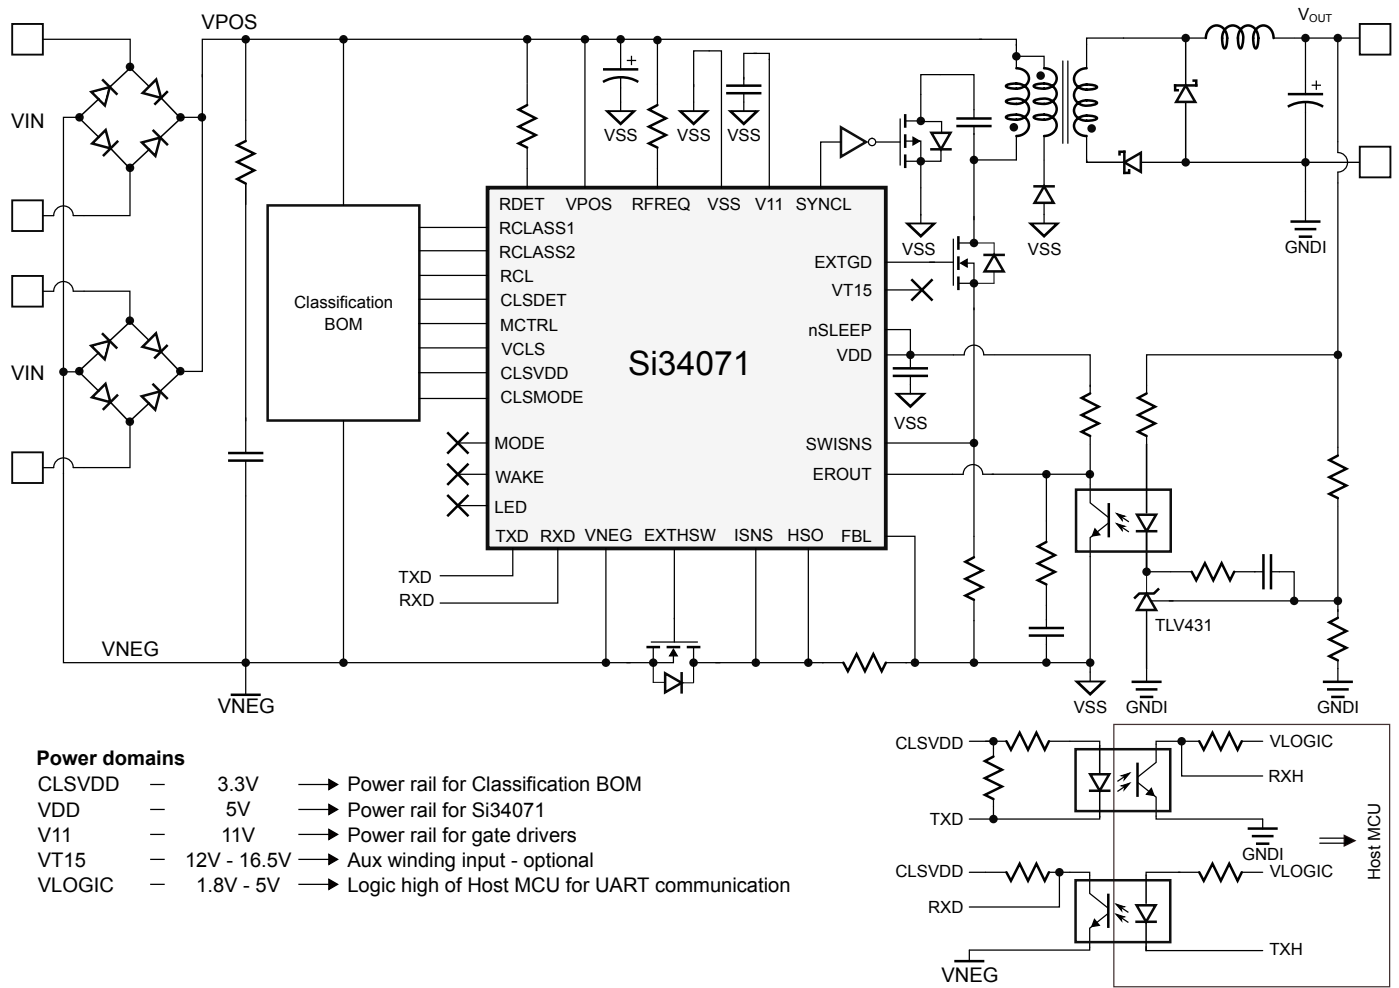 VPOS
V_OUT
VIN
VSS VSS VSS
RDET VPOS RFREQ VSS V11 SYNCL
RCLASS1
RCLASS2
RCL
CLSDET
MCTRL
VCLS
CLSVDD
CLSMODE
MODE
WAKE
LED
TXD RXD VNEG EXTHSW ISNS HSO FBL
EXTGD
VT15
nSLEEP
VDD
SWISNS
EROUT
Si34071
Classification
BOM
VSS
VSS
GNDI
VSS
VIN
TXD
RXD
TLV431
VNEG
VNEG
VSS
GNDI
GNDI
Power domains
CLSVDD – 3.3V Power rail for Classification BOM
VDD – 5V Power rail for Si34071
V11 – 11V Power rail for gate drivers
VT15 – 12V - 16.5V Aux winding input - optional
VLOGIC – 1.8V - 5V Logic high of Host MCU for UART communication
CLSVDD
VLOGIC
RXH
TXD
GNDI
CLSVDD
VLOGIC
RXD
TXH
VNEG
Host MCU